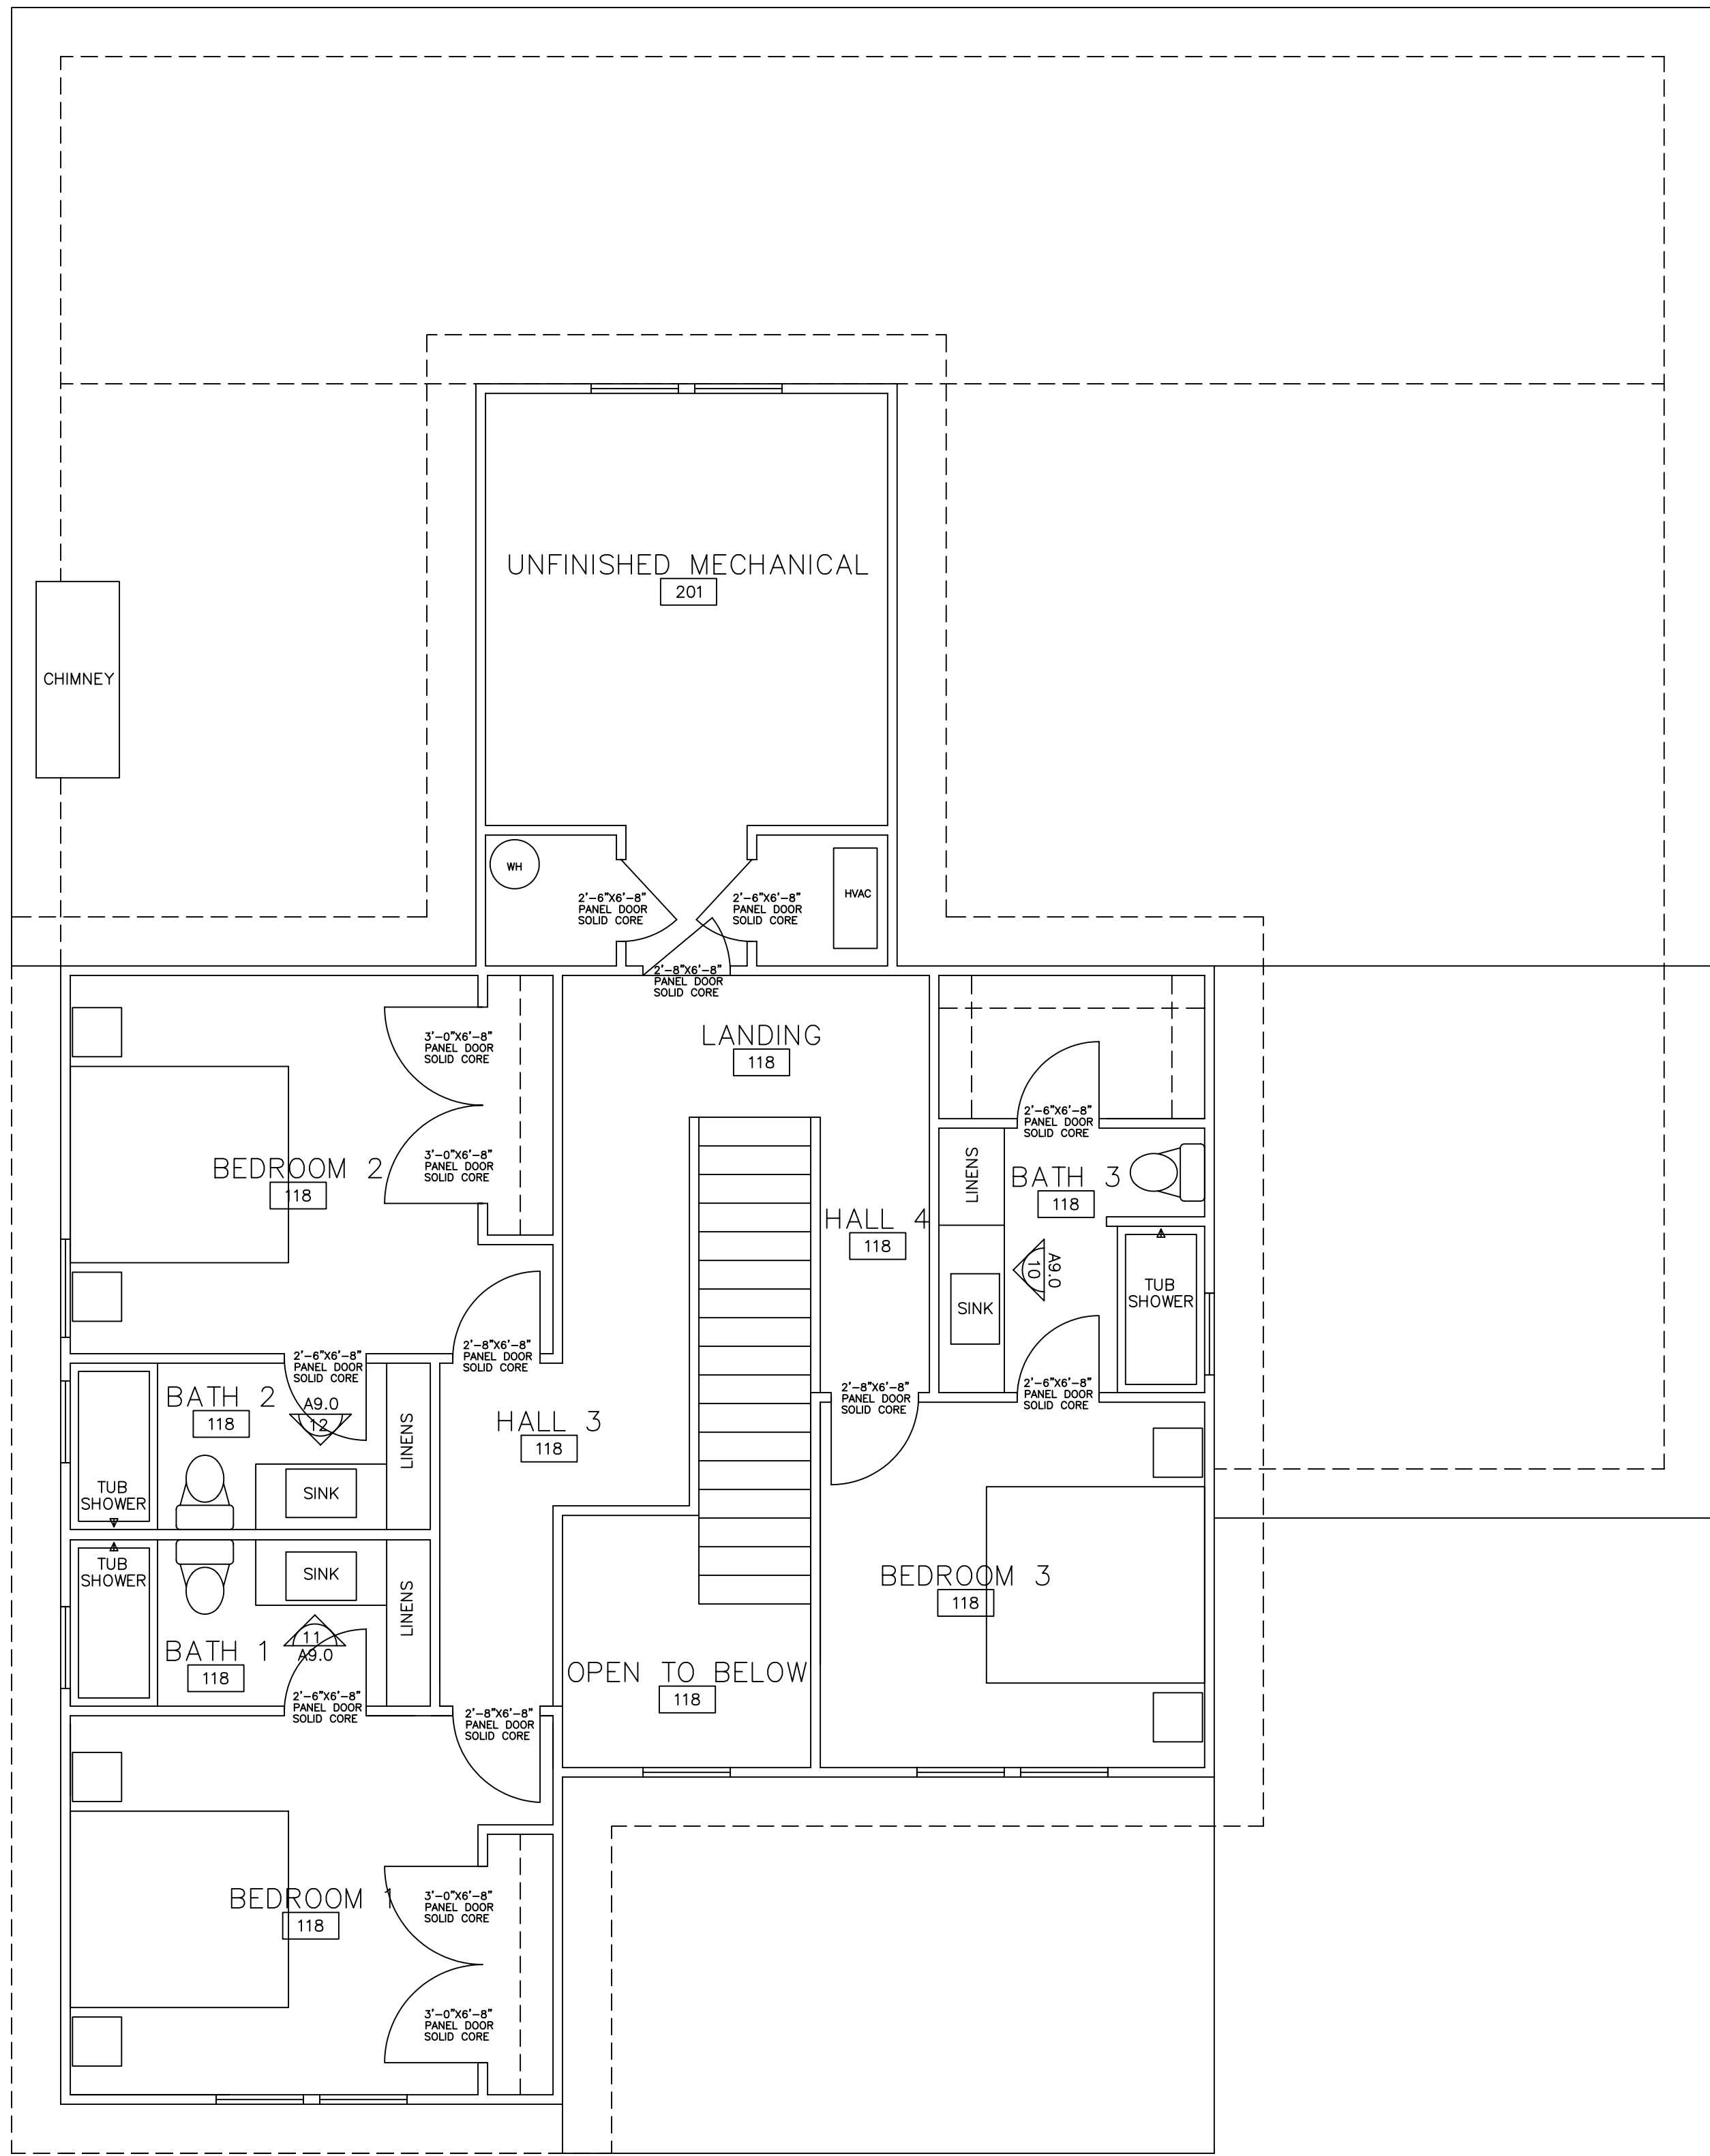 UNFINISHED MECHANICAL
201
CHIMNEY
WH
HVAC
2'-6"X6'-8"
PANEL DOOR
SOLID CORE
2'-6"X6'-8"
PANEL DOOR
SOLID CORE
2'-8"X6'-8"
PANEL DOOR
SOLID CORE
LANDING
118
3'-0"X6'-8"
PANEL DOOR
SOLID CORE
3'-0"X6'-8"
PANEL DOOR
SOLID CORE
BEDROOM 2
118
2'-6"X6'-8"
PANEL DOOR
SOLID CORE
LINENS
BATH 3
118
HALL 4
118
A9.0
10
SINK
TUB
SHOWER
2'-6"X6'-8"
PANEL DOOR
SOLID CORE
2'-8"X6'-8"
PANEL DOOR
SOLID CORE
2'-8"X6'-8"
PANEL DOOR
SOLID CORE
2'-6"X6'-8"
PANEL DOOR
SOLID CORE
BATH 2
118
A9.0
12
LINENS
HALL 3
118
TUB
SHOWER
SINK
TUB
SHOWER
SINK
LINENS
BATH 1
118
11
A9.0
BEDROOM 3
118
OPEN TO BELOW
118
2'-6"X6'-8"
PANEL DOOR
SOLID CORE
2'-8"X6'-8"
PANEL DOOR
SOLID CORE
BEDROOM 1
118
3'-0"X6'-8"
PANEL DOOR
SOLID CORE
3'-0"X6'-8"
PANEL DOOR
SOLID CORE